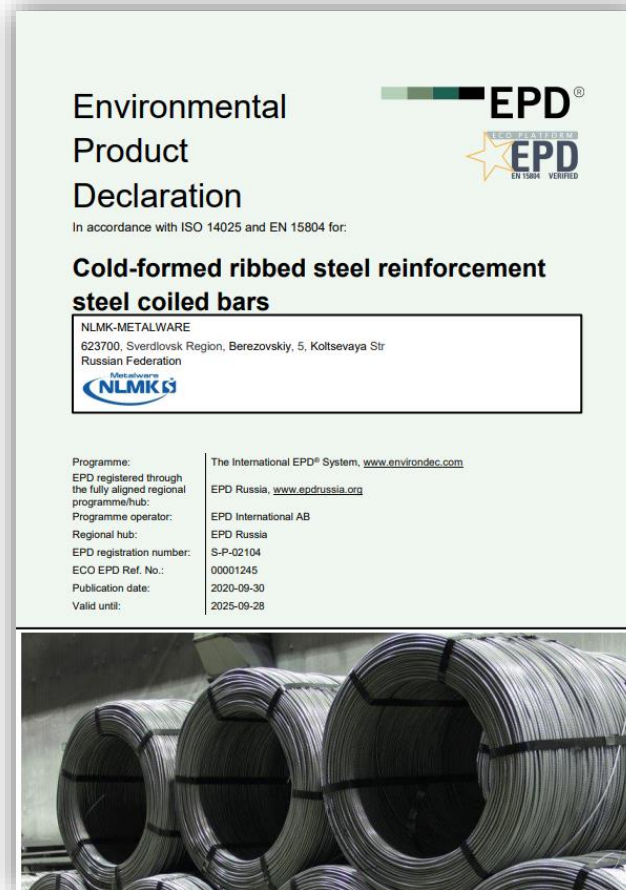 Environmental
Product
Declaration
EPD®
ECO PLATFORM
EPD
EN 15804 VERIFIED
In accordance with ISO 14025 and EN 15804 for:
Cold-formed ribbed steel reinforcement
steel coiled bars
NLMK-METALWARE
623700, Sverdlovsk Region, Berezovskiy, 5, Koltsevaya Str
Russian Federation
Metalware
NLMK
Programme: The International EPD® System, www.environdec.com
EPD registered through
the fully aligned regional
programme/hub: EPD Russia, www.epdrussia.org
Programme operator: EPD International AB
Regional hub: EPD Russia
EPD registration number: S-P-02104
ECO EPD Ref. No.: 00001245
Publication date: 2020-09-30
Valid until: 2025-09-28